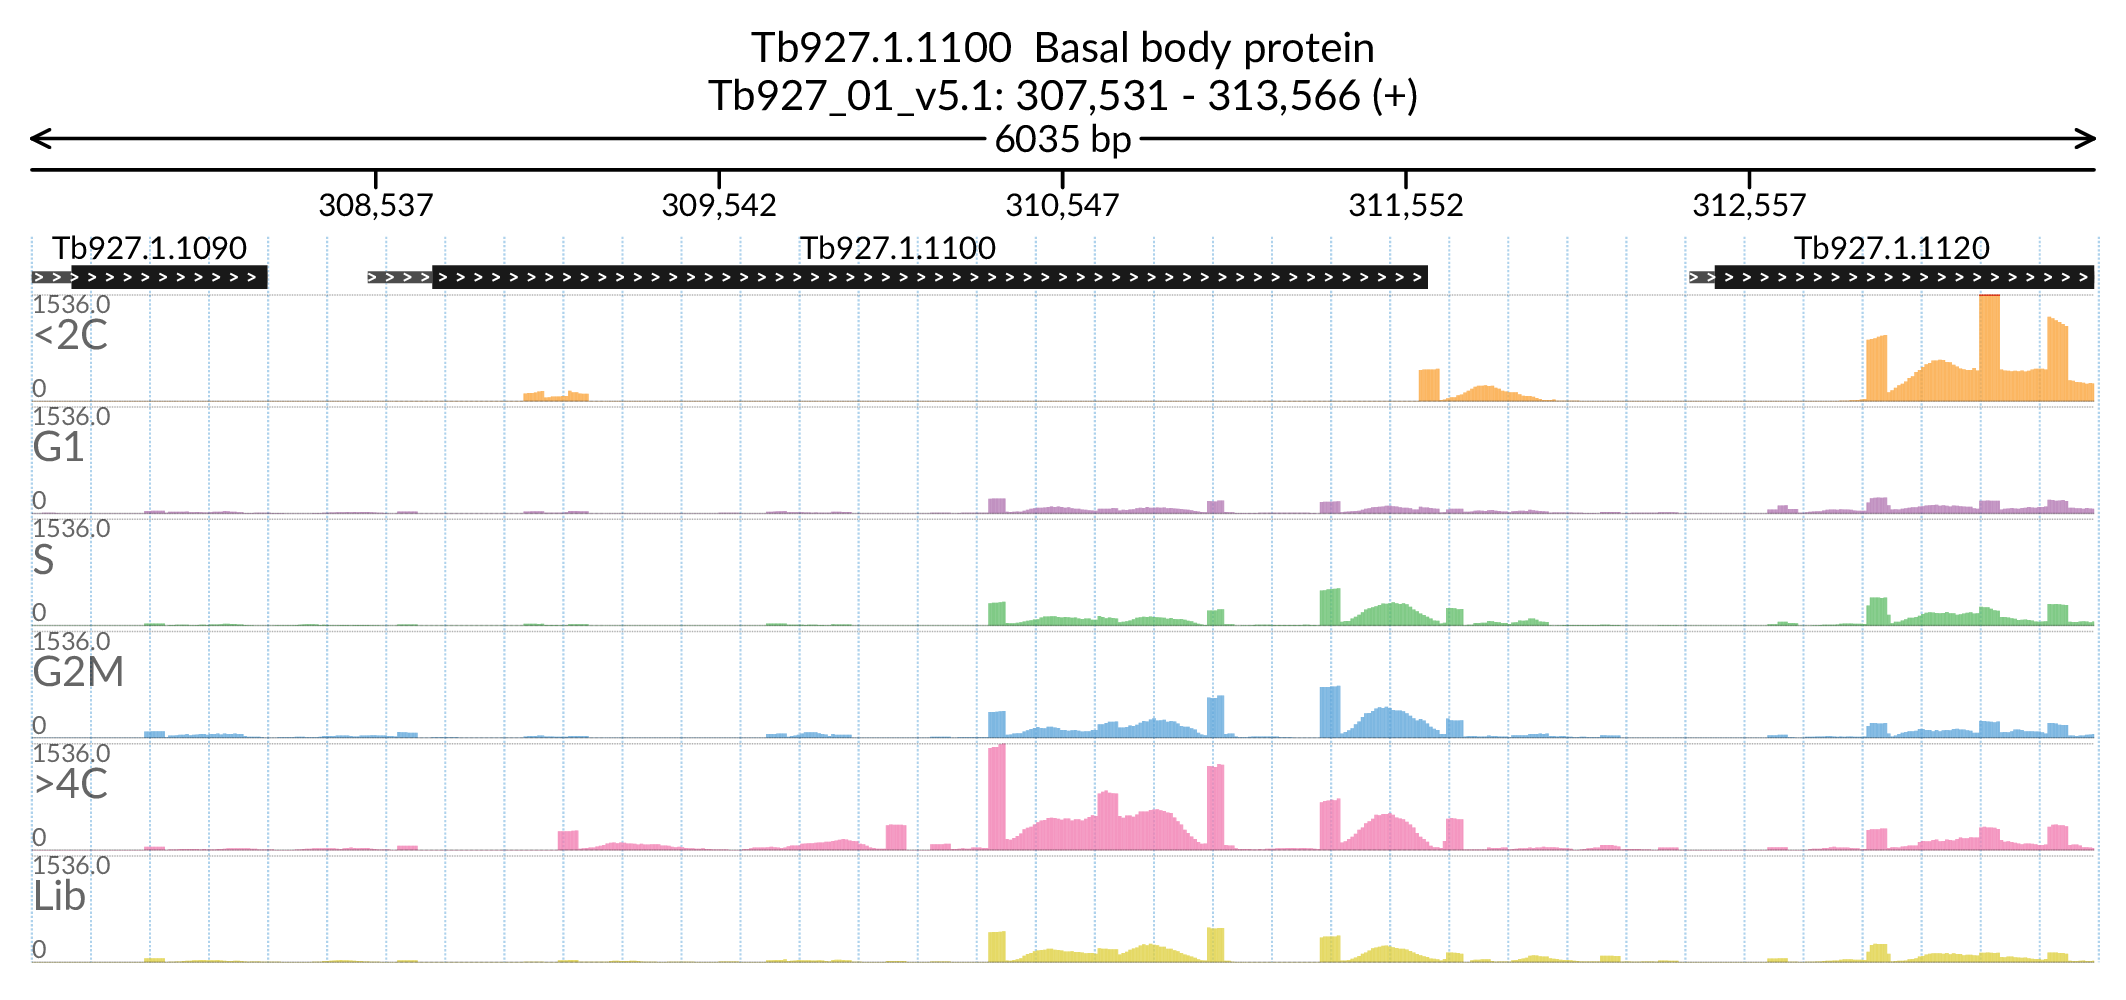 Tb927.1.1100  Basal body protein
Tb927_01_v5.1: 307,531 - 313,566 (+)
6035 bp
308,537 309,542 310,547 311,552 312,557
Tb927.1.1090 Tb927.1.1100 Tb927.1.1120
1536.0
<2C
0
1536.0
G1
0
1536.0
S
0
1536.0
G2M
0
1536.0
>4C
0
1536.0
Lib
0